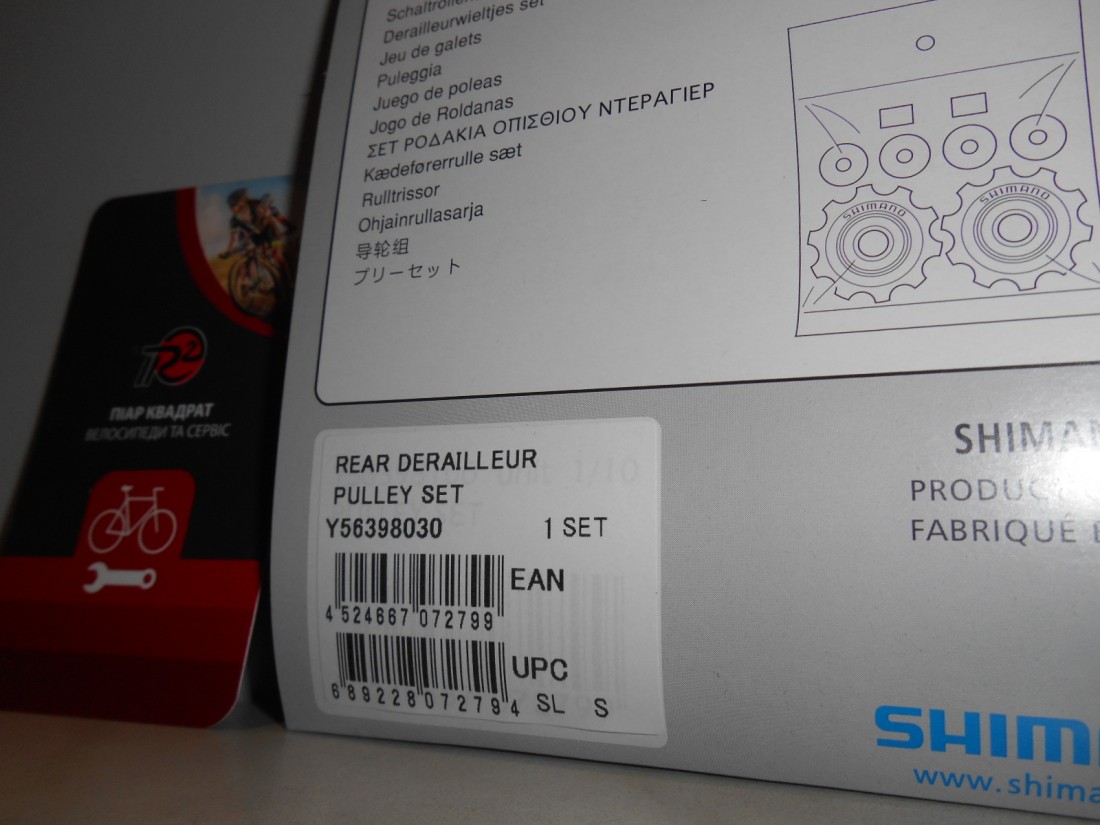 Schaltrollen
Derailleurwieltjes set
Jeu de galets
Puleggia
Juego de poleas
Jogo de Roldanas
ΣΕΤ ΡΟΔΑΚΙΑ ΟΠΙΣΘΙΟΥ ΝΤΕΡΑΓΙΕΡ
Kædeførerrulle sæt
Rulltrissor
Ohjainrullasarja
导轮组
プリーセット
SHIMANO
SHIMANO
R2
ПІАР КВАДРАТ
ВЕЛОСИПЕДИ ТА СЕРВІС
REAR DERAILLEUR
PULLEY SET
Y56398030 1 SET
EAN
4 524667 072799
UPC
6 89228 07279 4 SL S
SHIMAN
PRODUC
FABRIQUÉ
SHIM
www.shima